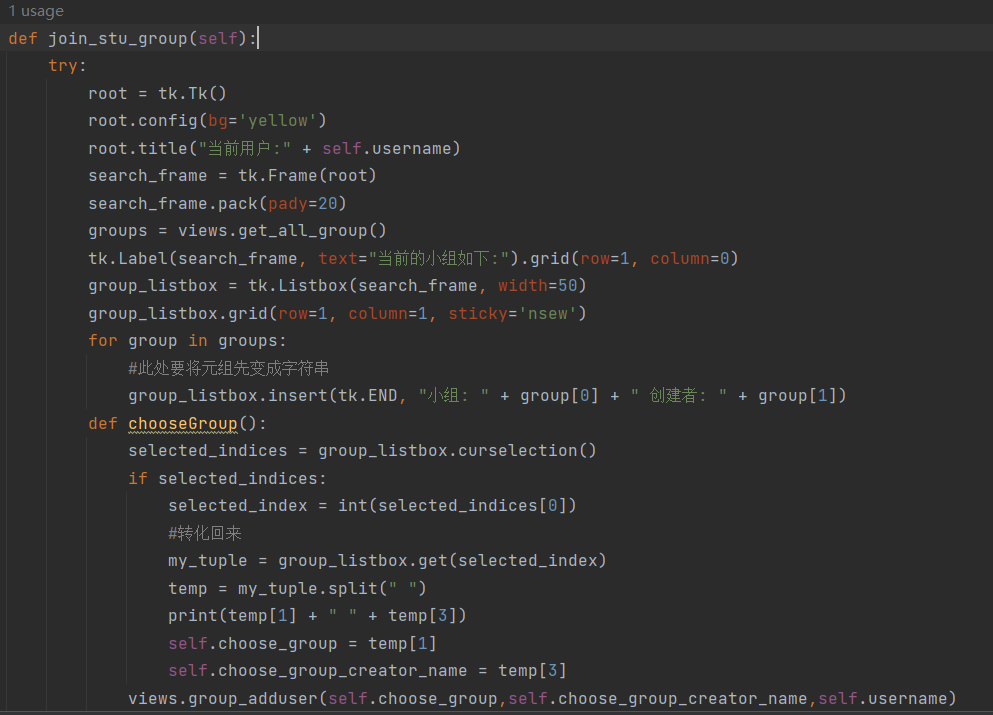 1 usage
def join_stu_group(self):
    try:
        root = tk.Tk()
        root.config(bg='yellow')
        root.title("当前用户:" + self.username)
        search_frame = tk.Frame(root)
        search_frame.pack(pady=20)
        groups = views.get_all_group()
        tk.Label(search_frame, text="当前的小组如下:").grid(row=1, column=0)
        group_listbox = tk.Listbox(search_frame, width=50)
        group_listbox.grid(row=1, column=1, sticky='nsew')
        for group in groups:
            #此处要将元组先变成字符串
            group_listbox.insert(tk.END, "小组: " + group[0] + " 创建者: " + group[1])
        def chooseGroup():
            selected_indices = group_listbox.curselection()
            if selected_indices:
                selected_index = int(selected_indices[0])
                #转化回来
                my_tuple = group_listbox.get(selected_index)
                temp = my_tuple.split(" ")
                print(temp[1] + " " + temp[3])
                self.choose_group = temp[1]
                self.choose_group_creator_name = temp[3]
            views.group_adduser(self.choose_group,self.choose_group_creator_name,self.username)